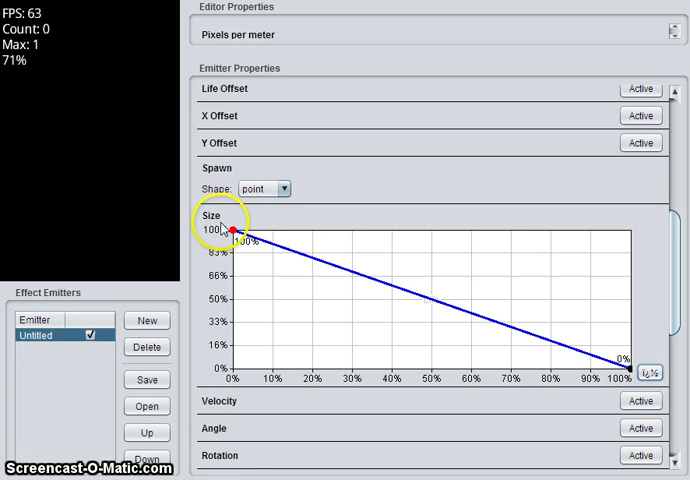 FPS: 63
Count: 0
Max: 1
71%
Editor Properties
Pixels per meter
Emitter Properties
Life Offset
Active
X Offset
Active
Y Offset
Active
Spawn
Shape: point
Size
100%
83%
66%
50%
33%
16%
0%
100%
0%
0% 10% 20% 30% 40% 50% 60% 70% 80% 90% 100%
ï¿½
Velocity
Active
Angle
Active
Rotation
Active
Effect Emitters
Emitter
Untitled
New
Delete
Save
Open
Up
Down
Screencast-O-Matic.com